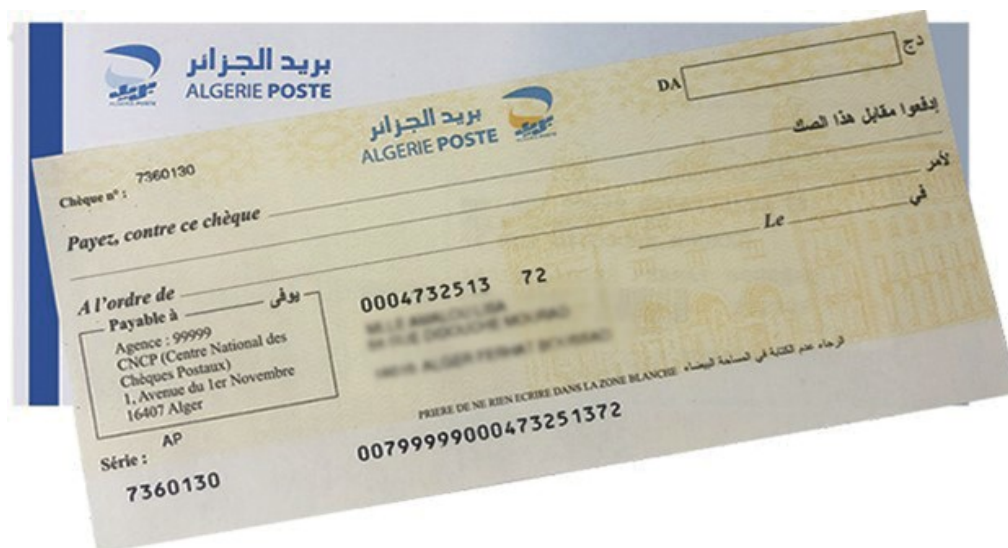 بريد الجزائر
ALGERIE POSTE
بريد الجزائر
ALGERIE POSTE
DA دج
Chèque n° : 7360130
Payez, contre ce chèque إدفعوا مقابل هذا الصك
A l'ordre de لأمر
Le في
Payable à يوفى
Agence : 99999
CNCP (Centre National des
Chèques Postaux)
1, Avenue du 1er Novembre
16407 Alger
0004732513 72
PRIERE DE NE RIEN ECRIRE DANS LA ZONE BLANCHE الرجاء عدم الكتابة في المساحة البيضاء
AP
Série :
7360130
00799999000473251372